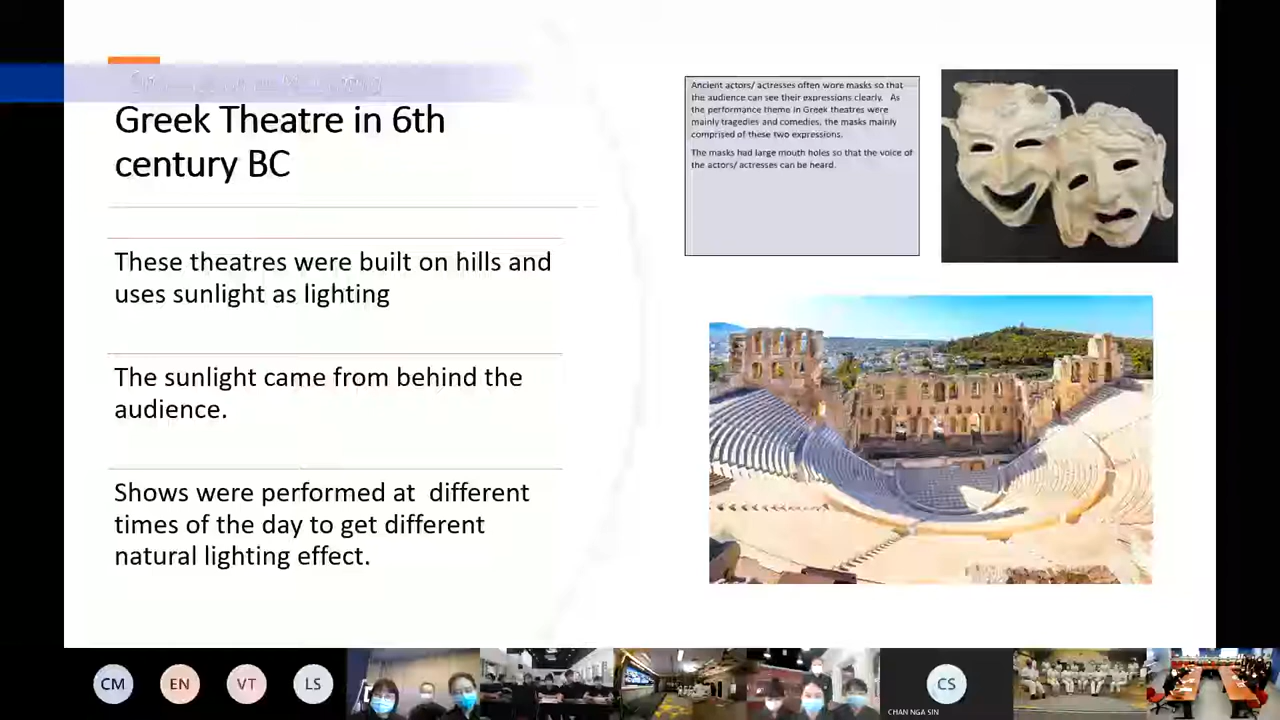 Greek Theatre in 6th
century BC
These theatres were built on hills and
uses sunlight as lighting
The sunlight came from behind the
audience.
Shows were performed at different
times of the day to get different
natural lighting effect.
Ancient actors/ actresses often wore masks so that
the audience can see their expressions clearly. As
the performance theme in Greek theatres were
mainly tragedies and comedies, the masks mainly
comprised of these two expressions.
The masks had large mouth holes so that the voice of
the actors/ actresses can be heard.
CM
EN
VT
LS
CS
CHAN NGA SIN